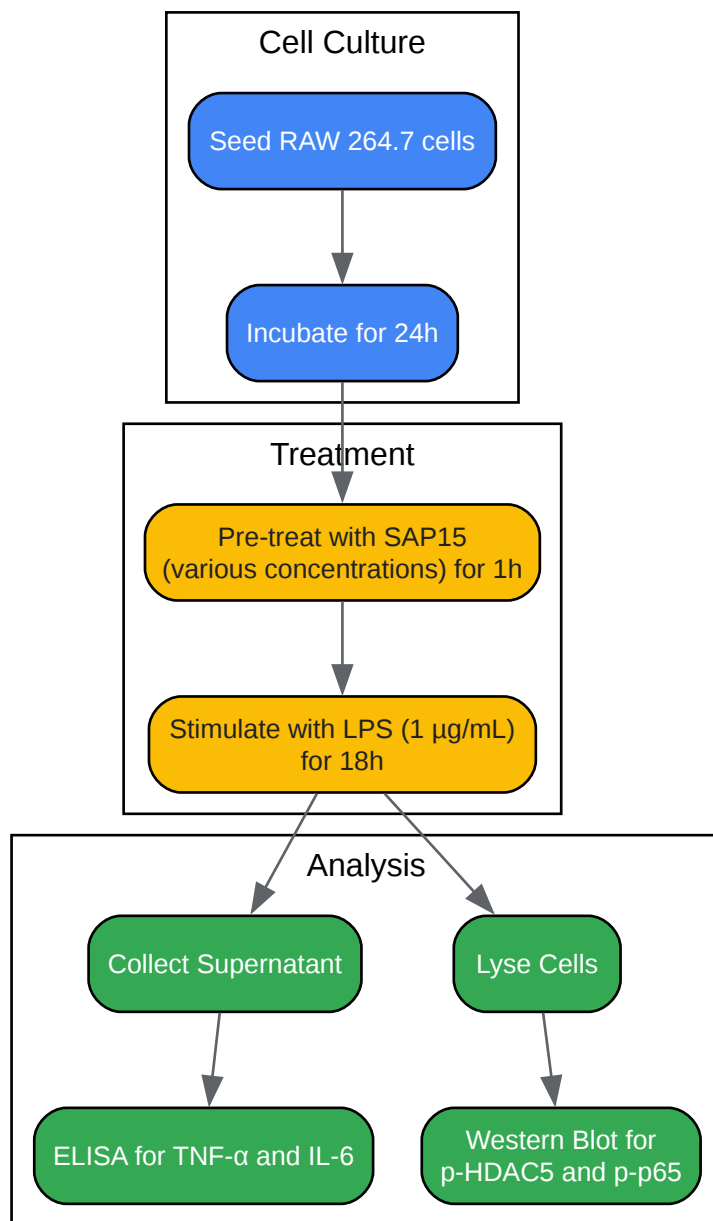 Cell Culture
Seed RAW 264.7 cells
Incubate for 24h
Treatment
Pre-treat with SAP15
(various concentrations) for 1h
Stimulate with LPS (1 µg/mL)
for 18h
Analysis
Collect Supernatant
Lyse Cells
ELISA for TNF-α and IL-6
Western Blot for
p-HDAC5 and p-p65